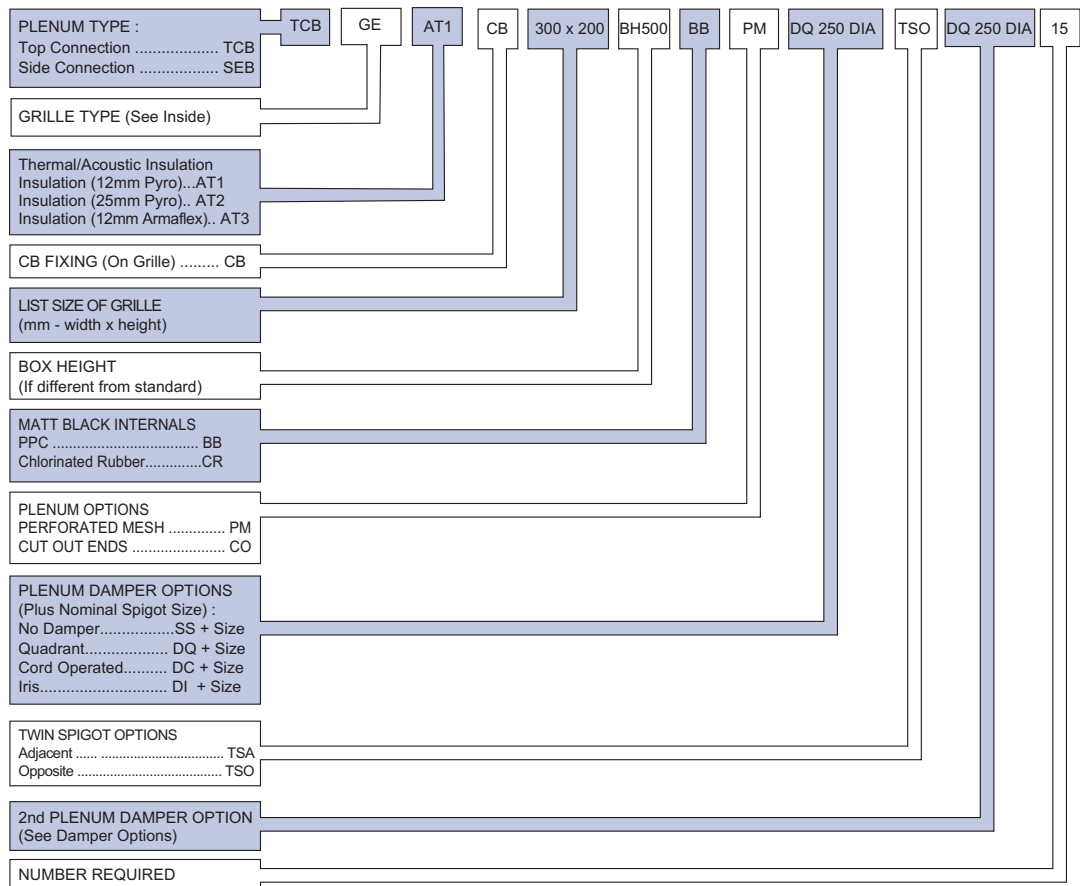 PLENUM TYPE :
Top Connection .................. TCB
Side Connection .................. SEB
TCB GE AT1 CB 300 x 200 BH500 BB PM DQ 250 DIA TSO DQ 250 DIA 15
GRILLE TYPE (See Inside)
Thermal/Acoustic Insulation
Insulation (12mm Pyro)...AT1
Insulation (25mm Pyro).. AT2
Insulation (12mm Armaflex).. AT3
CB FIXING (On Grille) ......... CB
LIST SIZE OF GRILLE
(mm - width x height)
BOX HEIGHT
(If different from standard)
MATT BLACK INTERNALS
PPC .................................... BB
Chlorinated Rubber..............CR
PLENUM OPTIONS
PERFORATED MESH .............. PM
CUT OUT ENDS ....................... CO
PLENUM DAMPER OPTIONS
(Plus Nominal Spigot Size) :
No Damper.................SS + Size
Quadrant.................... DQ + Size
Cord Operated.......... DC + Size
Iris............................ DI + Size
TWIN SPIGOT OPTIONS
Adjacent ...... .................................. TSA
Opposite ....................................... TSO
2nd PLENUM DAMPER OPTION
(See Damper Options)
NUMBER REQUIRED